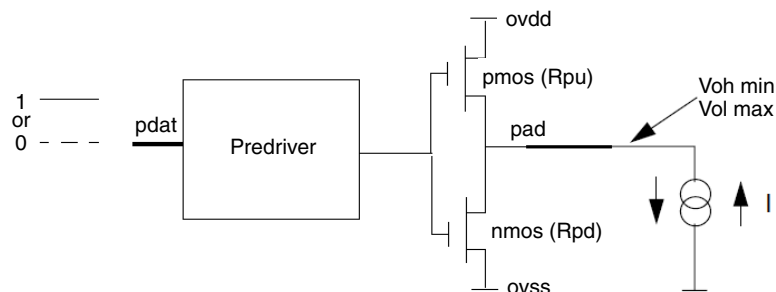 ovdd
pmos (Rpu)
1
or
0
pdat
Predriver
pad
Voh min
Vol max
nmos (Rpd)
I
ovss